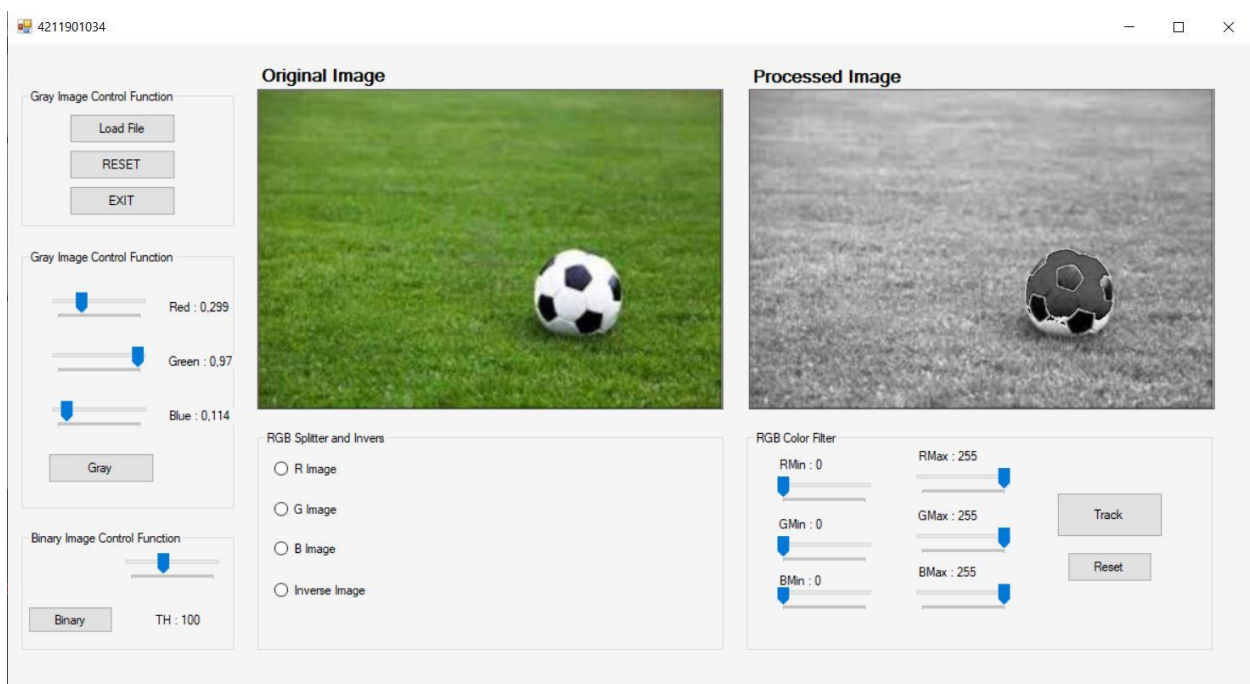 4211901034
Gray Image Control Function
Load File
RESET
EXIT
Gray Image Control Function
Red : 0,299
Green : 0,97
Blue : 0,114
Gray
Binary Image Control Function
Binary
TH : 100
Original Image
Processed Image
RGB Splitter and Invers
R Image
G Image
B Image
Inverse Image
RGB Color Filter
RMin : 0
RMax : 255
GMin : 0
GMax : 255
BMin : 0
BMax : 255
Track
Reset